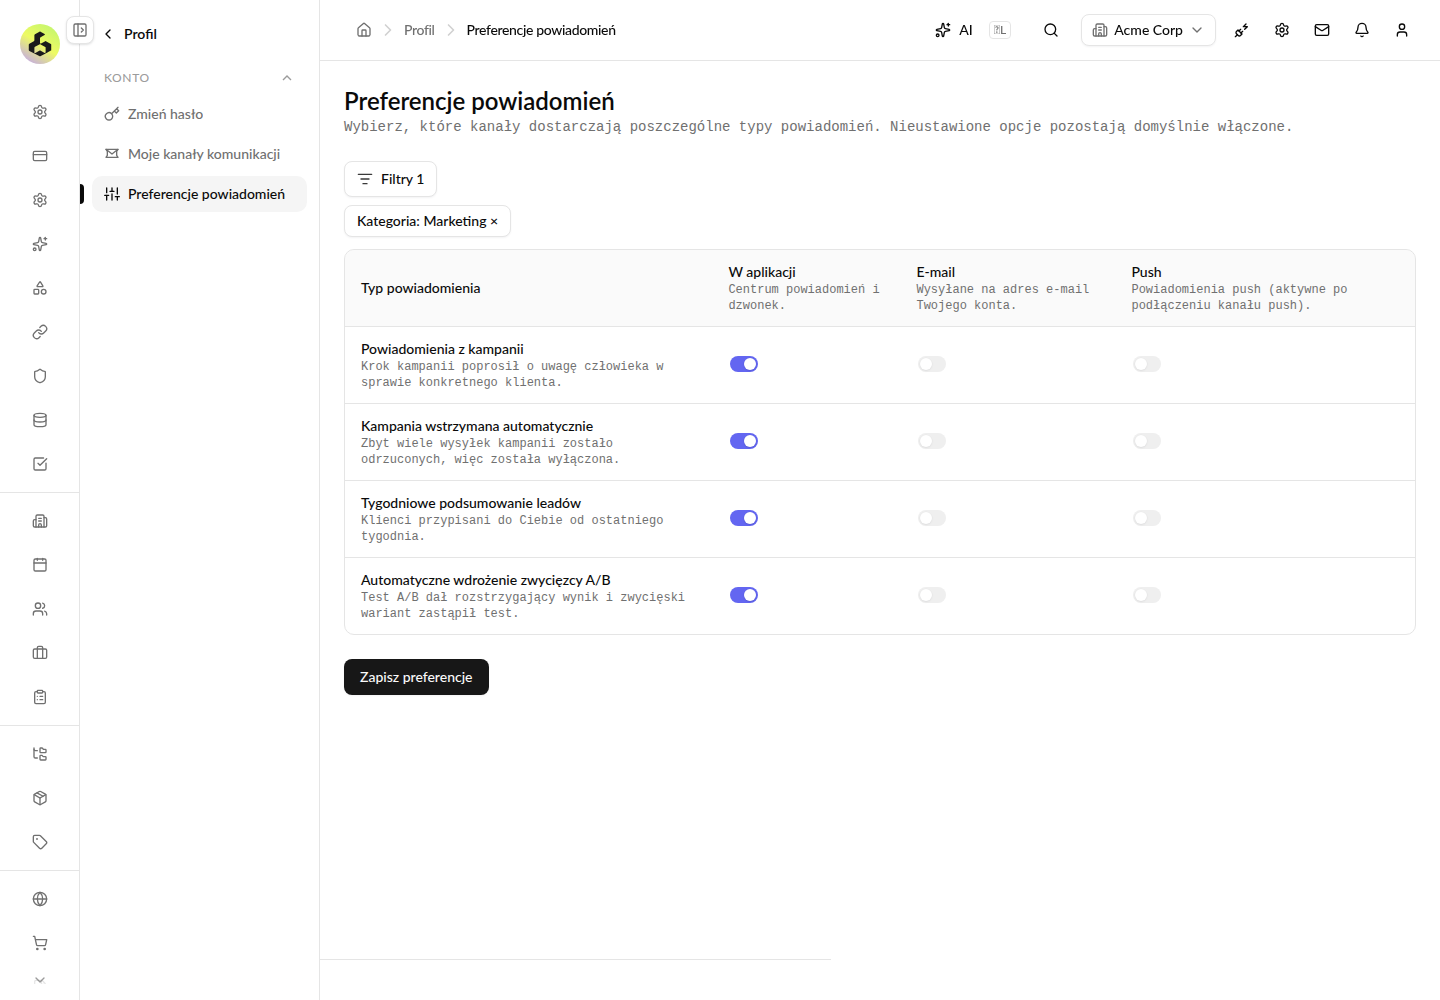 Profil
KONTO
Zmień hasło
Moje kanały komunikacji
Preferencje powiadomień
Profil
Preferencje powiadomień
AI
Acme Corp
Preferencje powiadomień
Wybierz, które kanały dostarczają poszczególne typy powiadomień. Nieustawione opcje pozostają domyślnie włączone.
Filtry 1
Kategoria: Marketing ×
Typ powiadomienia
W aplikacji
Centrum powiadomień i
dzwonek.
E-mail
Wysyłane na adres e-mail
Twojego konta.
Push
Powiadomienia push (aktywne po
podłączeniu kanału push).
Powiadomienia z kampanii
Krok kampanii poprosił o uwagę człowieka w
sprawie konkretnego klienta.
Kampania wstrzymana automatycznie
Zbyt wiele wysyłek kampanii zostało
odrzuconych, więc została wyłączona.
Tygodniowe podsumowanie leadów
Klienci przypisani do Ciebie od ostatniego
tygodnia.
Automatyczne wdrożenie zwycięzcy A/B
Test A/B dał rozstrzygający wynik i zwycięski
wariant zastąpił test.
Zapisz preferencje